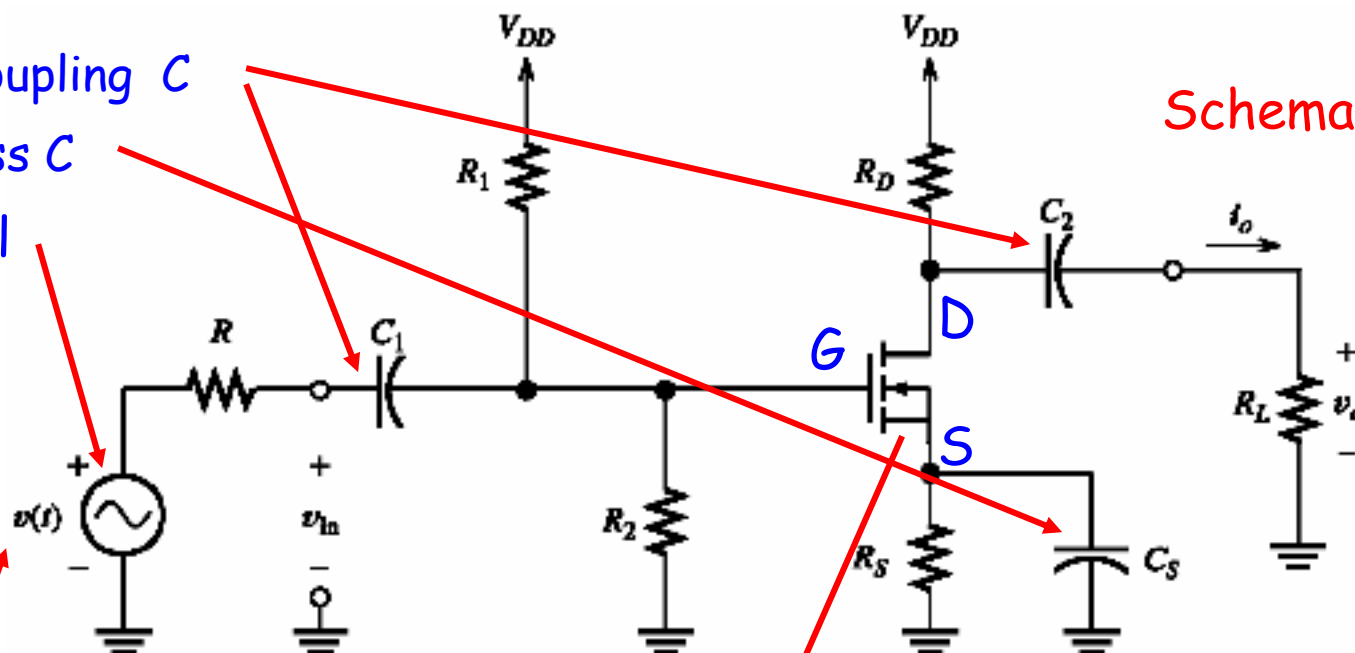 V_DD
V_DD
oupling C
Schema
ss C
R_1
R_D
l
C_2
i_o
D
R
C_1
G
+
R_L
S
+
+
–
v(t)
v_in
R_2
–
–
R_S
C_S